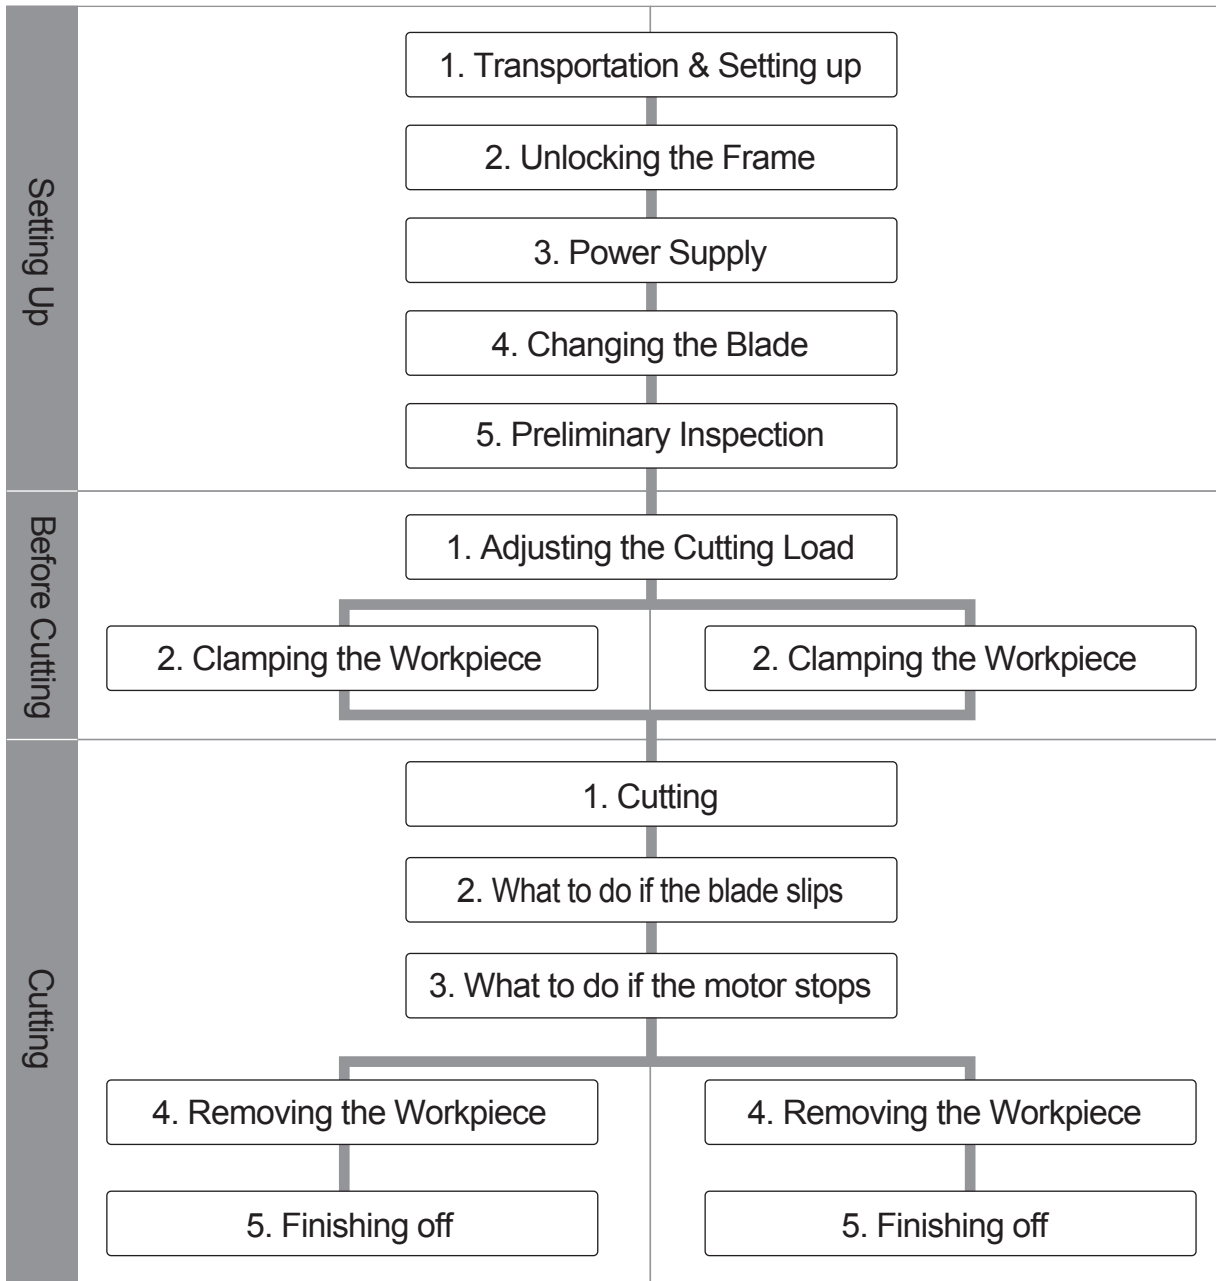 Setting Up
1. Transportation & Setting up
2. Unlocking the Frame
3. Power Supply
4. Changing the Blade
5. Preliminary Inspection
Before Cutting
1. Adjusting the Cutting Load
2. Clamping the Workpiece
2. Clamping the Workpiece
Cutting
1. Cutting
2. What to do if the blade slips
3. What to do if the motor stops
4. Removing the Workpiece
4. Removing the Workpiece
5. Finishing off
5. Finishing off